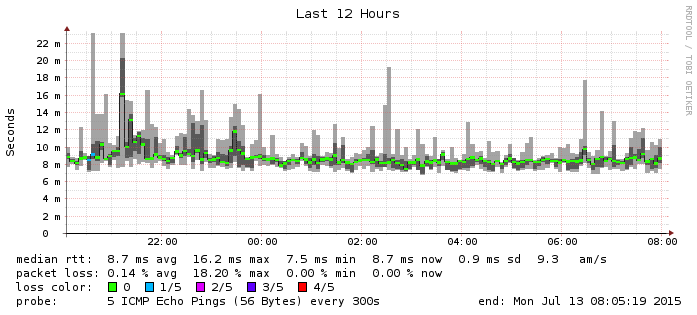 Last 12 Hours
RRDTOOL / TOBI OETIKER
Seconds
22 m
20 m
18 m
16 m
14 m
12 m
10 m
8 m
6 m
4 m
2 m
0
22:00 00:00 02:00 04:00 06:00 08:00
median rtt: 8.7 ms avg 16.2 ms max 7.5 ms min 8.7 ms now 0.9 ms sd 9.3 am/s
packet loss: 0.14 % avg 18.20 % max 0.00 % min 0.00 % now
loss color: 0 1/5 2/5 3/5 4/5
probe: 5 ICMP Echo Pings (56 Bytes) every 300s end: Mon Jul 13 08:05:19 2015